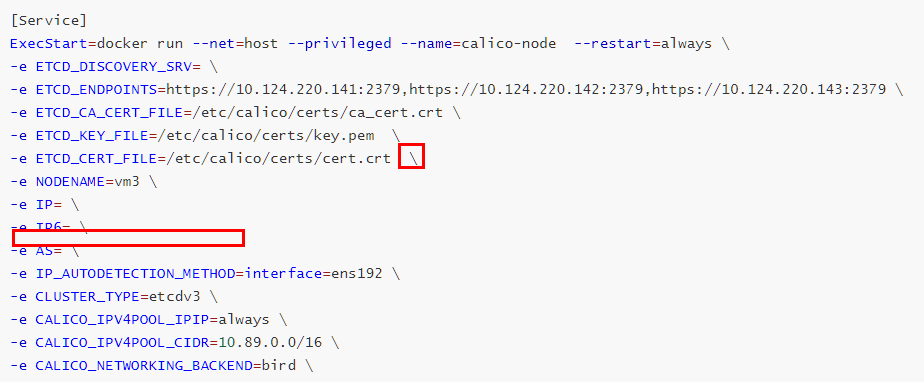 [Service]
ExecStart=docker run --net=host --privileged --name=calico-node  --restart=always \
-e ETCD_DISCOVERY_SRV= \
-e ETCD_ENDPOINTS=https://10.124.220.141:2379,https://10.124.220.142:2379,https://10.124.220.143:2379 \
-e ETCD_CA_CERT_FILE=/etc/calico/certs/ca_cert.crt \
-e ETCD_KEY_FILE=/etc/calico/certs/key.pem  \
-e ETCD_CERT_FILE=/etc/calico/certs/cert.crt  \
-e NODENAME=vm3 \
-e IP= \
-e IP6= \
-e AS= \
-e IP_AUTODETECTION_METHOD=interface=ens192 \
-e CLUSTER_TYPE=etcdv3 \
-e CALICO_IPV4POOL_IPIP=always \
-e CALICO_IPV4POOL_CIDR=10.89.0.0/16 \
-e CALICO_NETWORKING_BACKEND=bird \